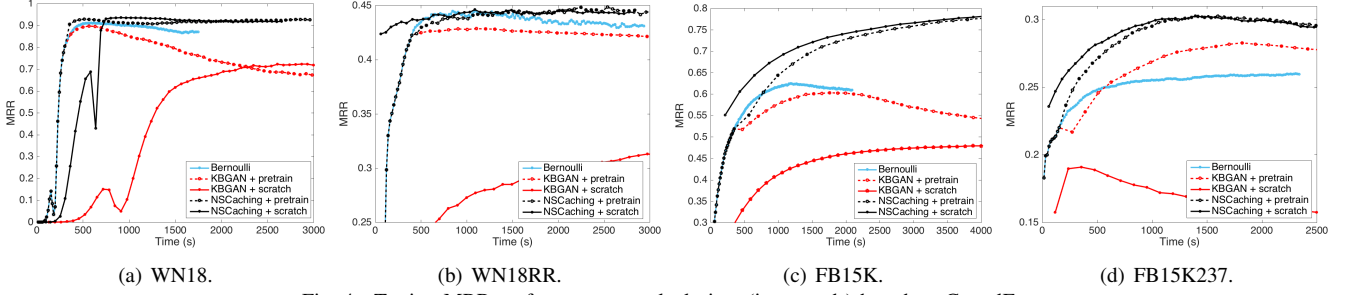 1
0.9
0.8
0.7
0.6
0.5
0.4
0.3
0.2
0.1
0
MRR
0 500 1000 1500 2000 2500 3000
Time (s)
Bernoulli
KBGAN + pretrain
KBGAN + scratch
NSCaching + pretrain
NSCaching + scratch
(a) WN18.
0.45
0.4
0.35
0.3
0.25
MRR
0 500 1000 1500 2000 2500 3000
Time (s)
Bernoulli
KBGAN + pretrain
KBGAN + scratch
NSCaching + pretrain
NSCaching + scratch
(b) WN18RR.
0.8
0.75
0.7
0.65
0.6
0.55
0.5
0.45
0.4
0.35
0.3
MRR
0 500 1000 1500 2000 2500 3000 3500 4000
Time (s)
Bernoulli
KBGAN + pretrain
KBGAN + scratch
NSCaching + pretrain
NSCaching + scratch
(c) FB15K.
0.3
0.25
0.2
0.15
MRR
0 500 1000 1500 2000 2500
Time (s)
Bernoulli
KBGAN + pretrain
KBGAN + scratch
NSCaching + pretrain
NSCaching + scratch
(d) FB15K237.